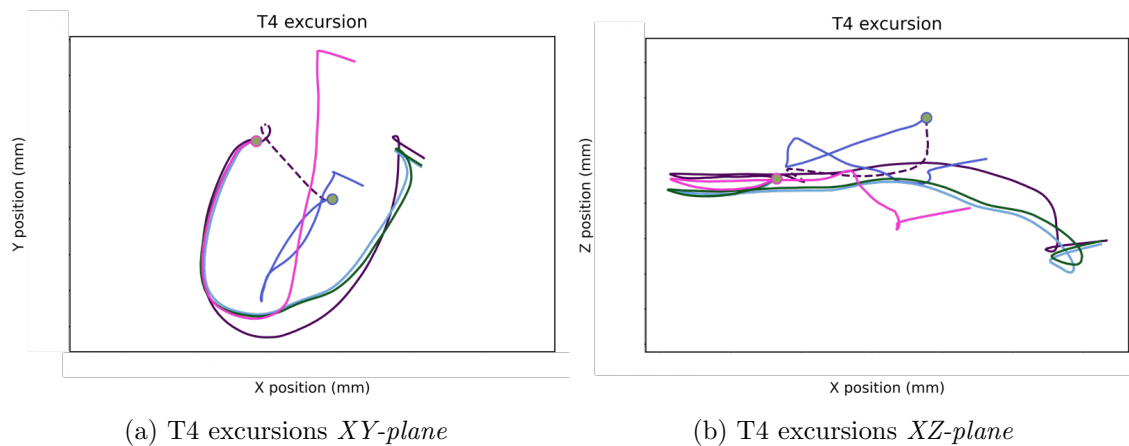 T4 excursion
Y position (mm)
X position (mm)
(a) T4 excursions XY-plane
T4 excursion
Z position (mm)
X position (mm)
(b) T4 excursions XZ-plane